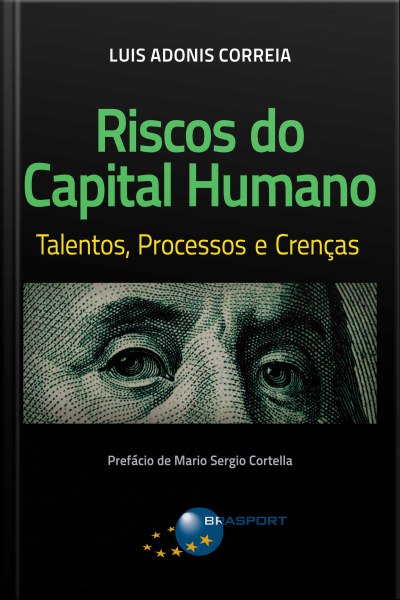 LUIS ADONIS CORREIA
Riscos do
Capital Humano
Talentos, Processos e Crenças
Prefácio de Mario Sergio Cortella
BRASPORT